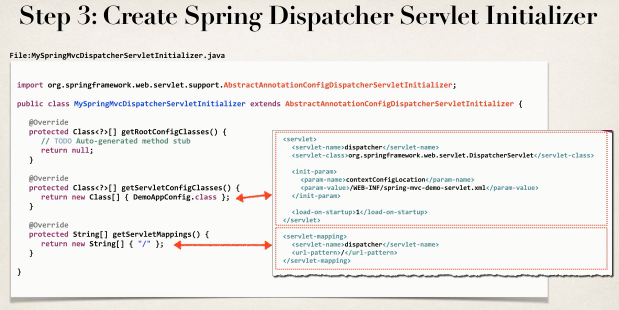 Step 3: Create Spring Dispatcher Servlet Initializer
File:MySpringMvcDispatcherServletInitializer.java
import org.springframework.web.servlet.support.AbstractAnnotationConfigDispatcherServletInitializer;
public class MySpringMvcDispatcherServletInitializer extends AbstractAnnotationConfigDispatcherServletInitializer {
@Override
protected Class<?>[] getRootConfigClasses() {
// TODO Auto-generated method stub
return null;
}
@Override
protected Class<?>[] getServletConfigClasses() {
return new Class[] { DemoAppConfig.class };
}
@Override
protected String[] getServletMappings() {
return new String[] { "/" };
}
}
<servlet>
<servlet-name>dispatcher</servlet-name>
<servlet-class>org.springframework.web.servlet.DispatcherServlet</servlet-class>
<init-param>
<param-name>contextConfigLocation</param-name>
<param-value>/WEB-INF/spring-mvc-demo-servlet.xml</param-value>
</init-param>
<load-on-startup>1</load-on-startup>
</servlet>
<servlet-mapping>
<servlet-name>dispatcher</servlet-name>
<url-pattern>/</url-pattern>
</servlet-mapping>